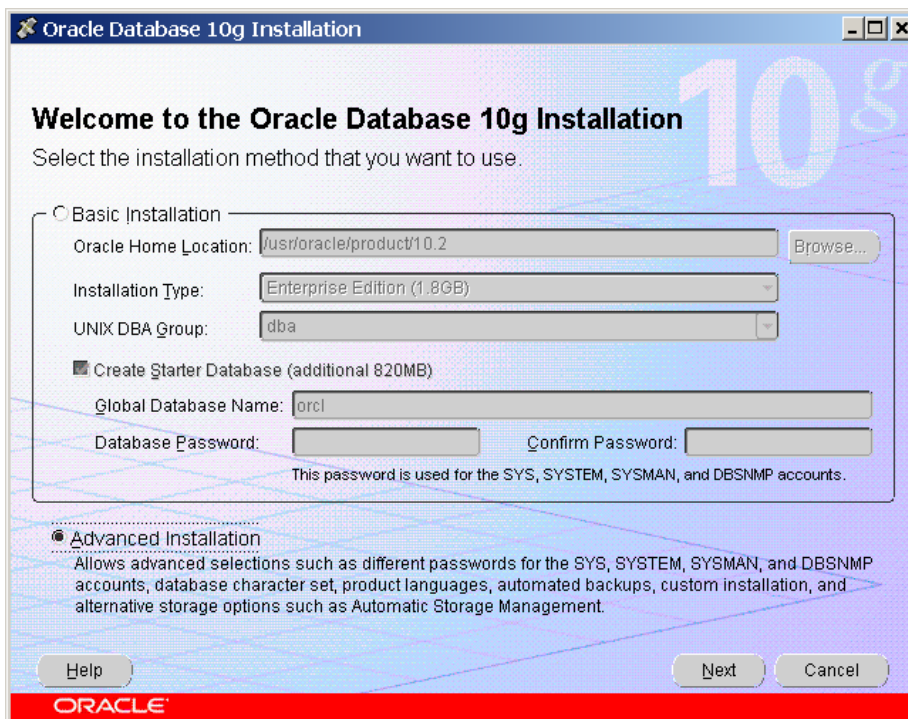 Oracle Database 10g Installation
10g
Welcome to the Oracle Database 10g Installation
Select the installation method that you want to use.
Basic Installation
Oracle Home Location: /usr/oracle/product/10.2 Browse...
Installation Type: Enterprise Edition (1.8GB)
UNIX DBA Group: dba
Create Starter Database (additional 820MB)
Global Database Name: orcl
Database Password: Confirm Password:
This password is used for the SYS, SYSTEM, SYSMAN, and DBSNMP accounts.
Advanced Installation
Allows advanced selections such as different passwords for the SYS, SYSTEM, SYSMAN, and DBSNMP
accounts, database character set, product languages, automated backups, custom installation, and
alternative storage options such as Automatic Storage Management.
Help Next Cancel
ORACLE